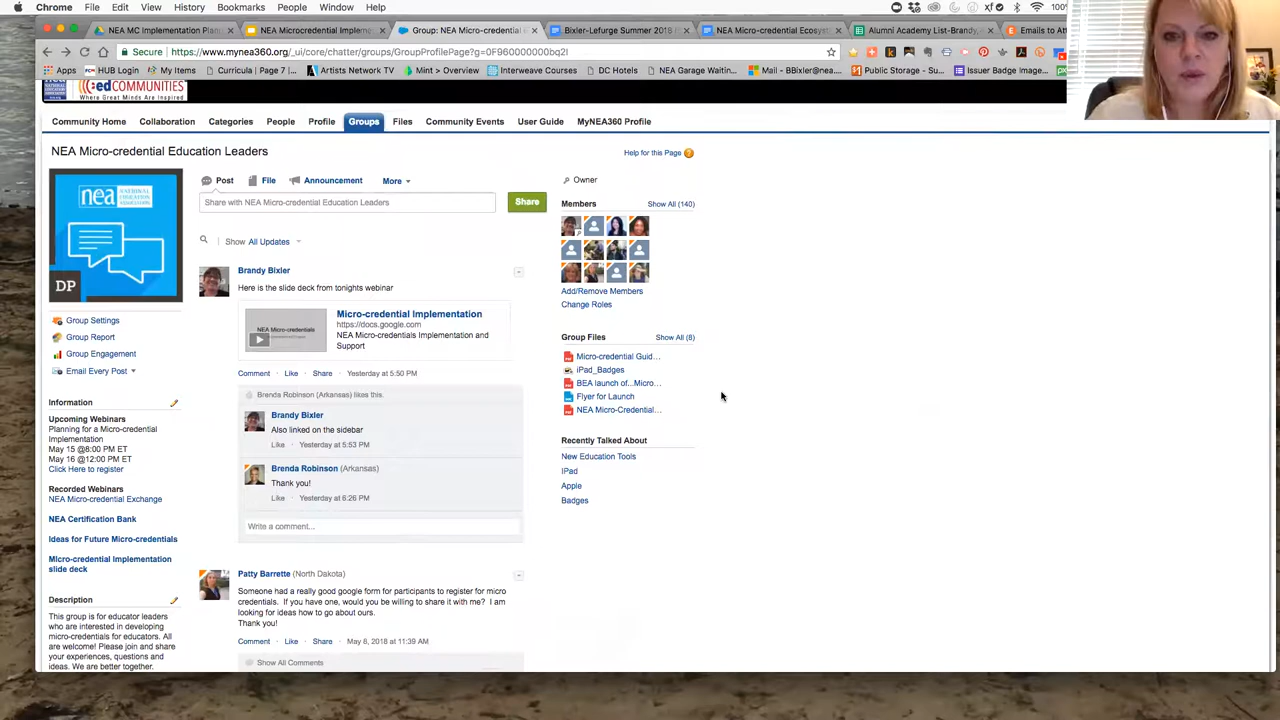 Chrome File Edit View History Bookmarks People Window Help 100%
NEA MC Implementation Plan NEA Microcredential Implement Group: NEA Micro-credential E Bixler-Lefurge Summer 2018 NEA Micro-credential Ecosyst Alumni Academy List-Brandy, Emails to Att
Secure https://www.mynea360.org/_ui/core/chatter/groups/GroupProfilePage?g=0F960000000bq2I
Apps HUB Login My Items Curricula (Page 1) Artisan Network Courses DC Hotels NEA Lounge Waitin Mail - BBixler@nea Public Storage - Issue Badge Image
edCOMMUNITIES
Where Great Minds Are Inspired
Community Home Collaboration Categories People Profile Groups Files Community Events User Guide MyNEA360 Profile
NEA Micro-credential Education Leaders
Help for this Page
nea NATIONAL EDUCATION ASSOCIATION
DP
Group Settings
Group Report
Group Engagement
Email Every Post
Information
Upcoming Webinars
Planning for a Micro-credential
Implementation
May 15 @8:00 PM ET
May 16 @12:00 PM ET
Click Here to register
Recorded Webinars
NEA Micro-credential Exchange
NEA Certification Bank
Ideas for Future Micro-credentials
Micro-credential Implementation
slide deck
Description
This group is for educator leaders
who are interested in developing
micro-credentials for educators. All
are welcome! Please join and share
your experiences, questions and
ideas. We are better together.
Post File Announcement More
Share with NEA Micro-credential Education Leaders
Share
Show All Updates
Brandy Bixler
Here is the slide deck from tonights webinar
NEA Micro-credentials
Micro-credential Implementation
https://docs.google.com
NEA Micro-credentials Implementation and
Support
Comment · Like · Share · Yesterday at 5:50 PM
Brenda Robinson (Arkansas) likes this.
Brandy Bixler
Also linked on the sidebar
Like · Yesterday at 5:53 PM
Brenda Robinson (Arkansas)
Thank you!
Like · Yesterday at 6:26 PM
Write a comment...
Patty Barrette (North Dakota)
Someone had a really good google form for participants to register for micro
credentials. If you have one, would you be willing to share it with me? I am
looking for ideas how to go about ours.
Thank you!
Comment · Like · Share · May 8, 2018 at 11:39 AM
Show All Comments
Owner
Members Show All (140)
Add/Remove Members
Change Roles
Group Files Show All (8)
Micro-credential Guid...
iPad_Badges
BEA launch of...Micro...
Flyer for Launch
NEA Micro-Credential...
Recently Talked About
New Education Tools
IPad
Apple
Badges